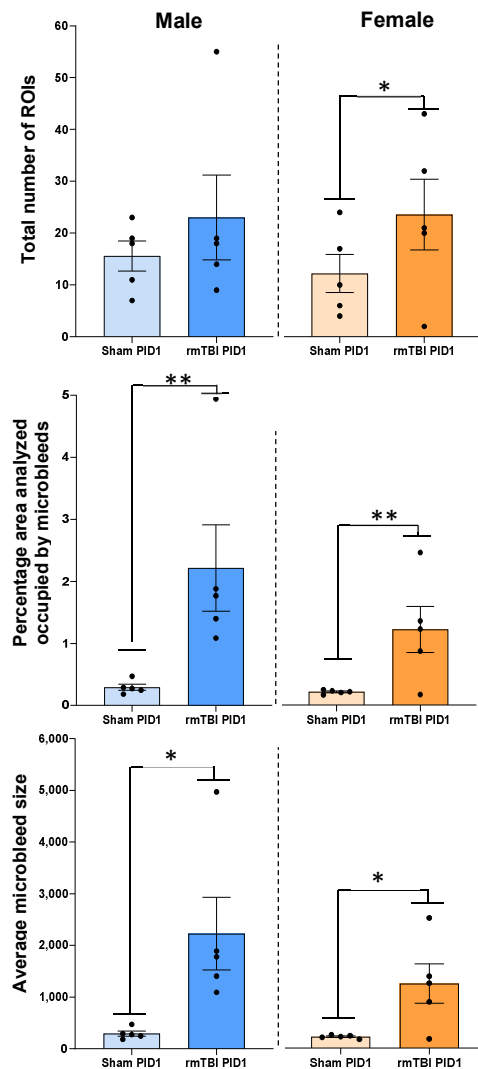 Male
Female
Total number of ROIs
60
50
40
30
20
10
0
*
Sham PID1
rmTBI PID1
Sham PID1
rmTBI PID1
Percentage area analyzed
occupied by microbleeds
5
4
3
2
1
0
**
**
Sham PID1
rmTBI PID1
Sham PID1
rmTBI PID1
Average microbleed size
6,000
5,000
4,000
3,000
2,000
1,000
0
*
*
Sham PID1
rmTBI PID1
Sham PID1
rmTBI PID1